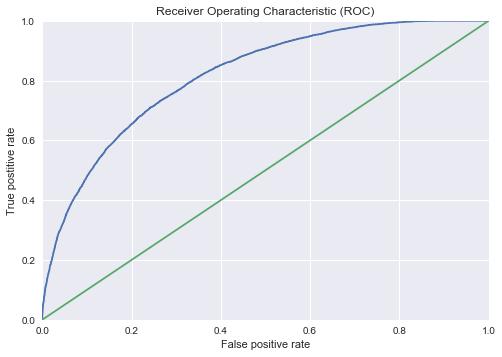 Receiver Operating Characteristic (ROC)
True postitive rate
1.0
0.8
0.6
0.4
0.2
0.0
0.0 0.2 0.4 0.6 0.8 1.0
False positive rate